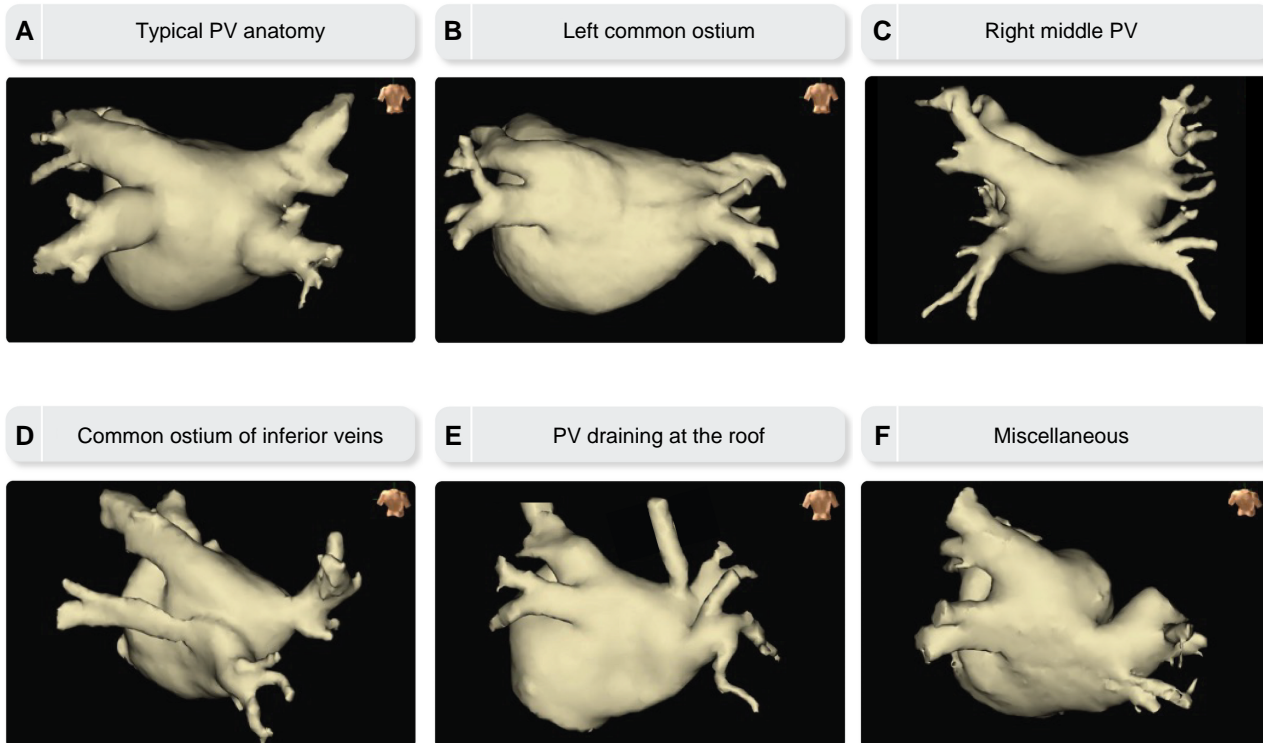 A Typical PV anatomy
B Left common ostium
C Right middle PV
D Common ostium of inferior veins
E PV draining at the roof
F Miscellaneous